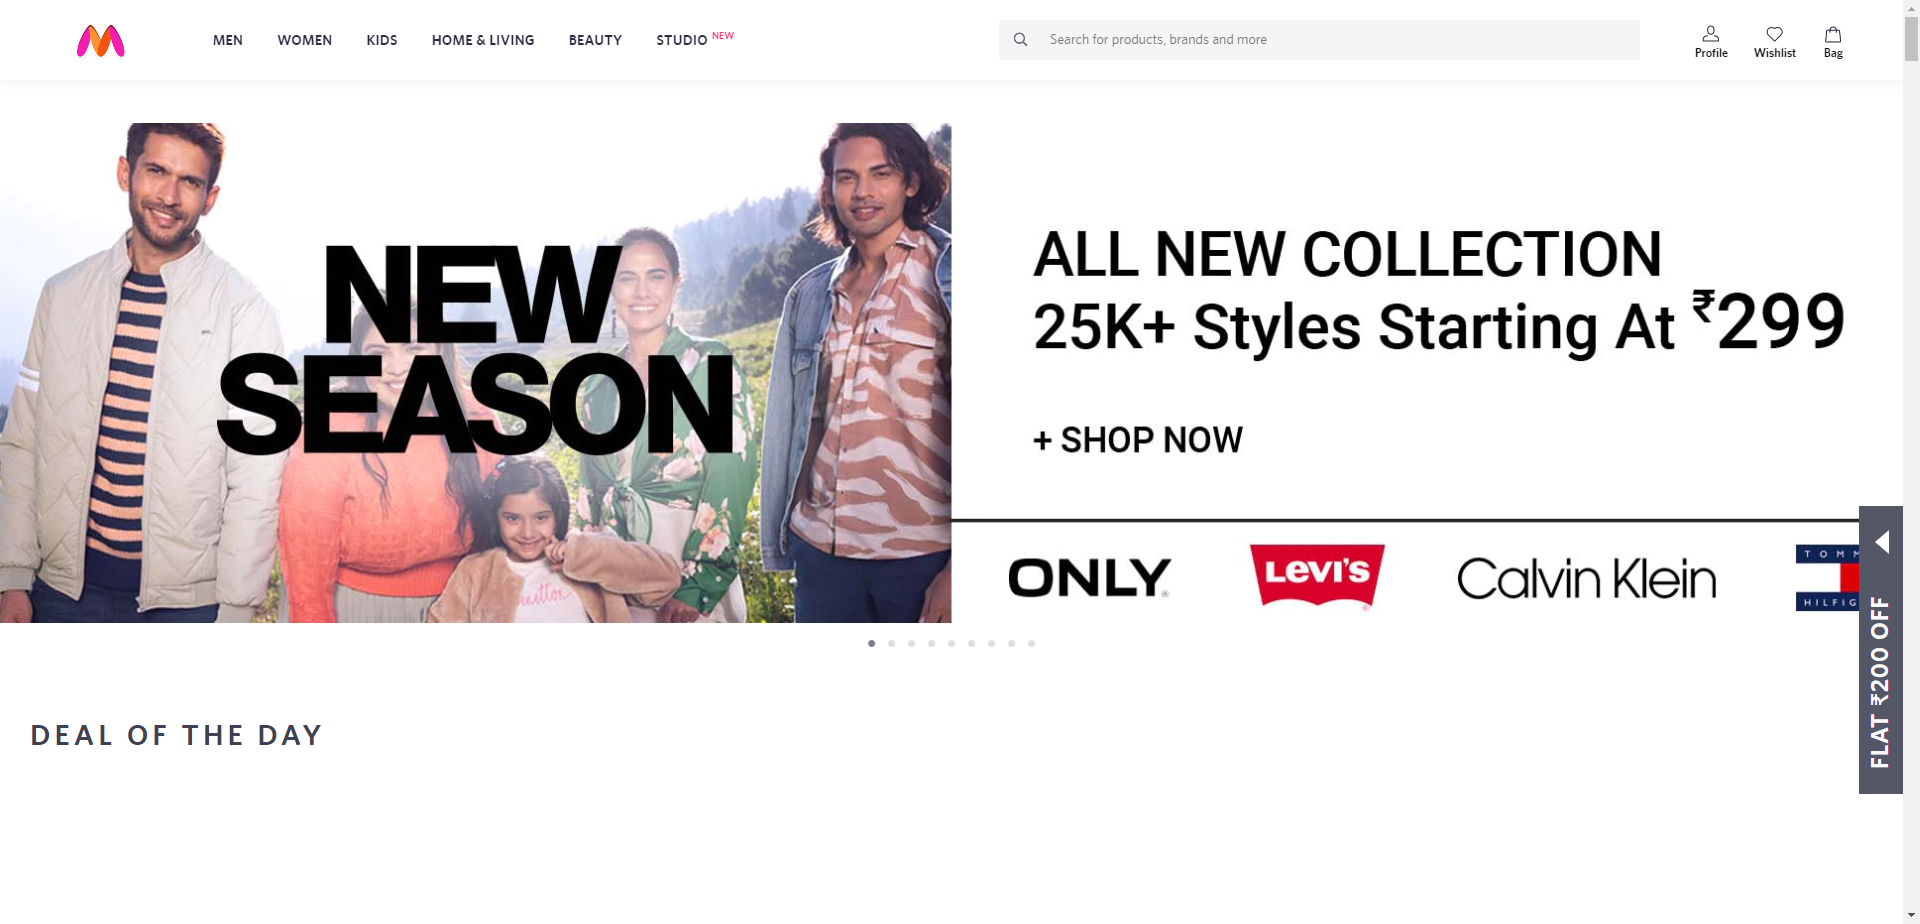 MEN
WOMEN
KIDS
HOME & LIVING
BEAUTY
STUDIO NEW
Search for products, brands and more
Profile
Wishlist
Bag
NEW
SEASON
ALL NEW COLLECTION
25K+ Styles Starting At ₹299
+ SHOP NOW
ONLY
Levi's
Calvin Klein
TOMM
HILFIG
FLAT ₹200 OFF
DEAL OF THE DAY